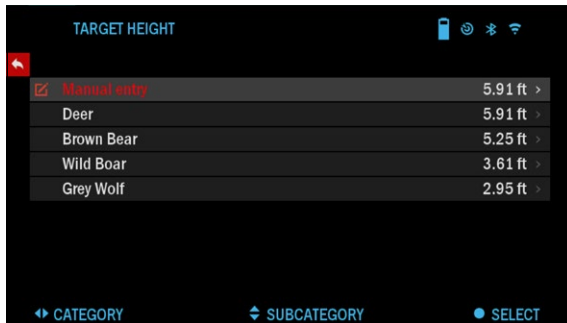 TARGET HEIGHT
Manual entry 5.91 ft >
Deer 5.91 ft >
Brown Bear 5.25 ft >
Wild Boar 3.61 ft >
Grey Wolf 2.95 ft >
CATEGORY SUBCATEGORY SELECT